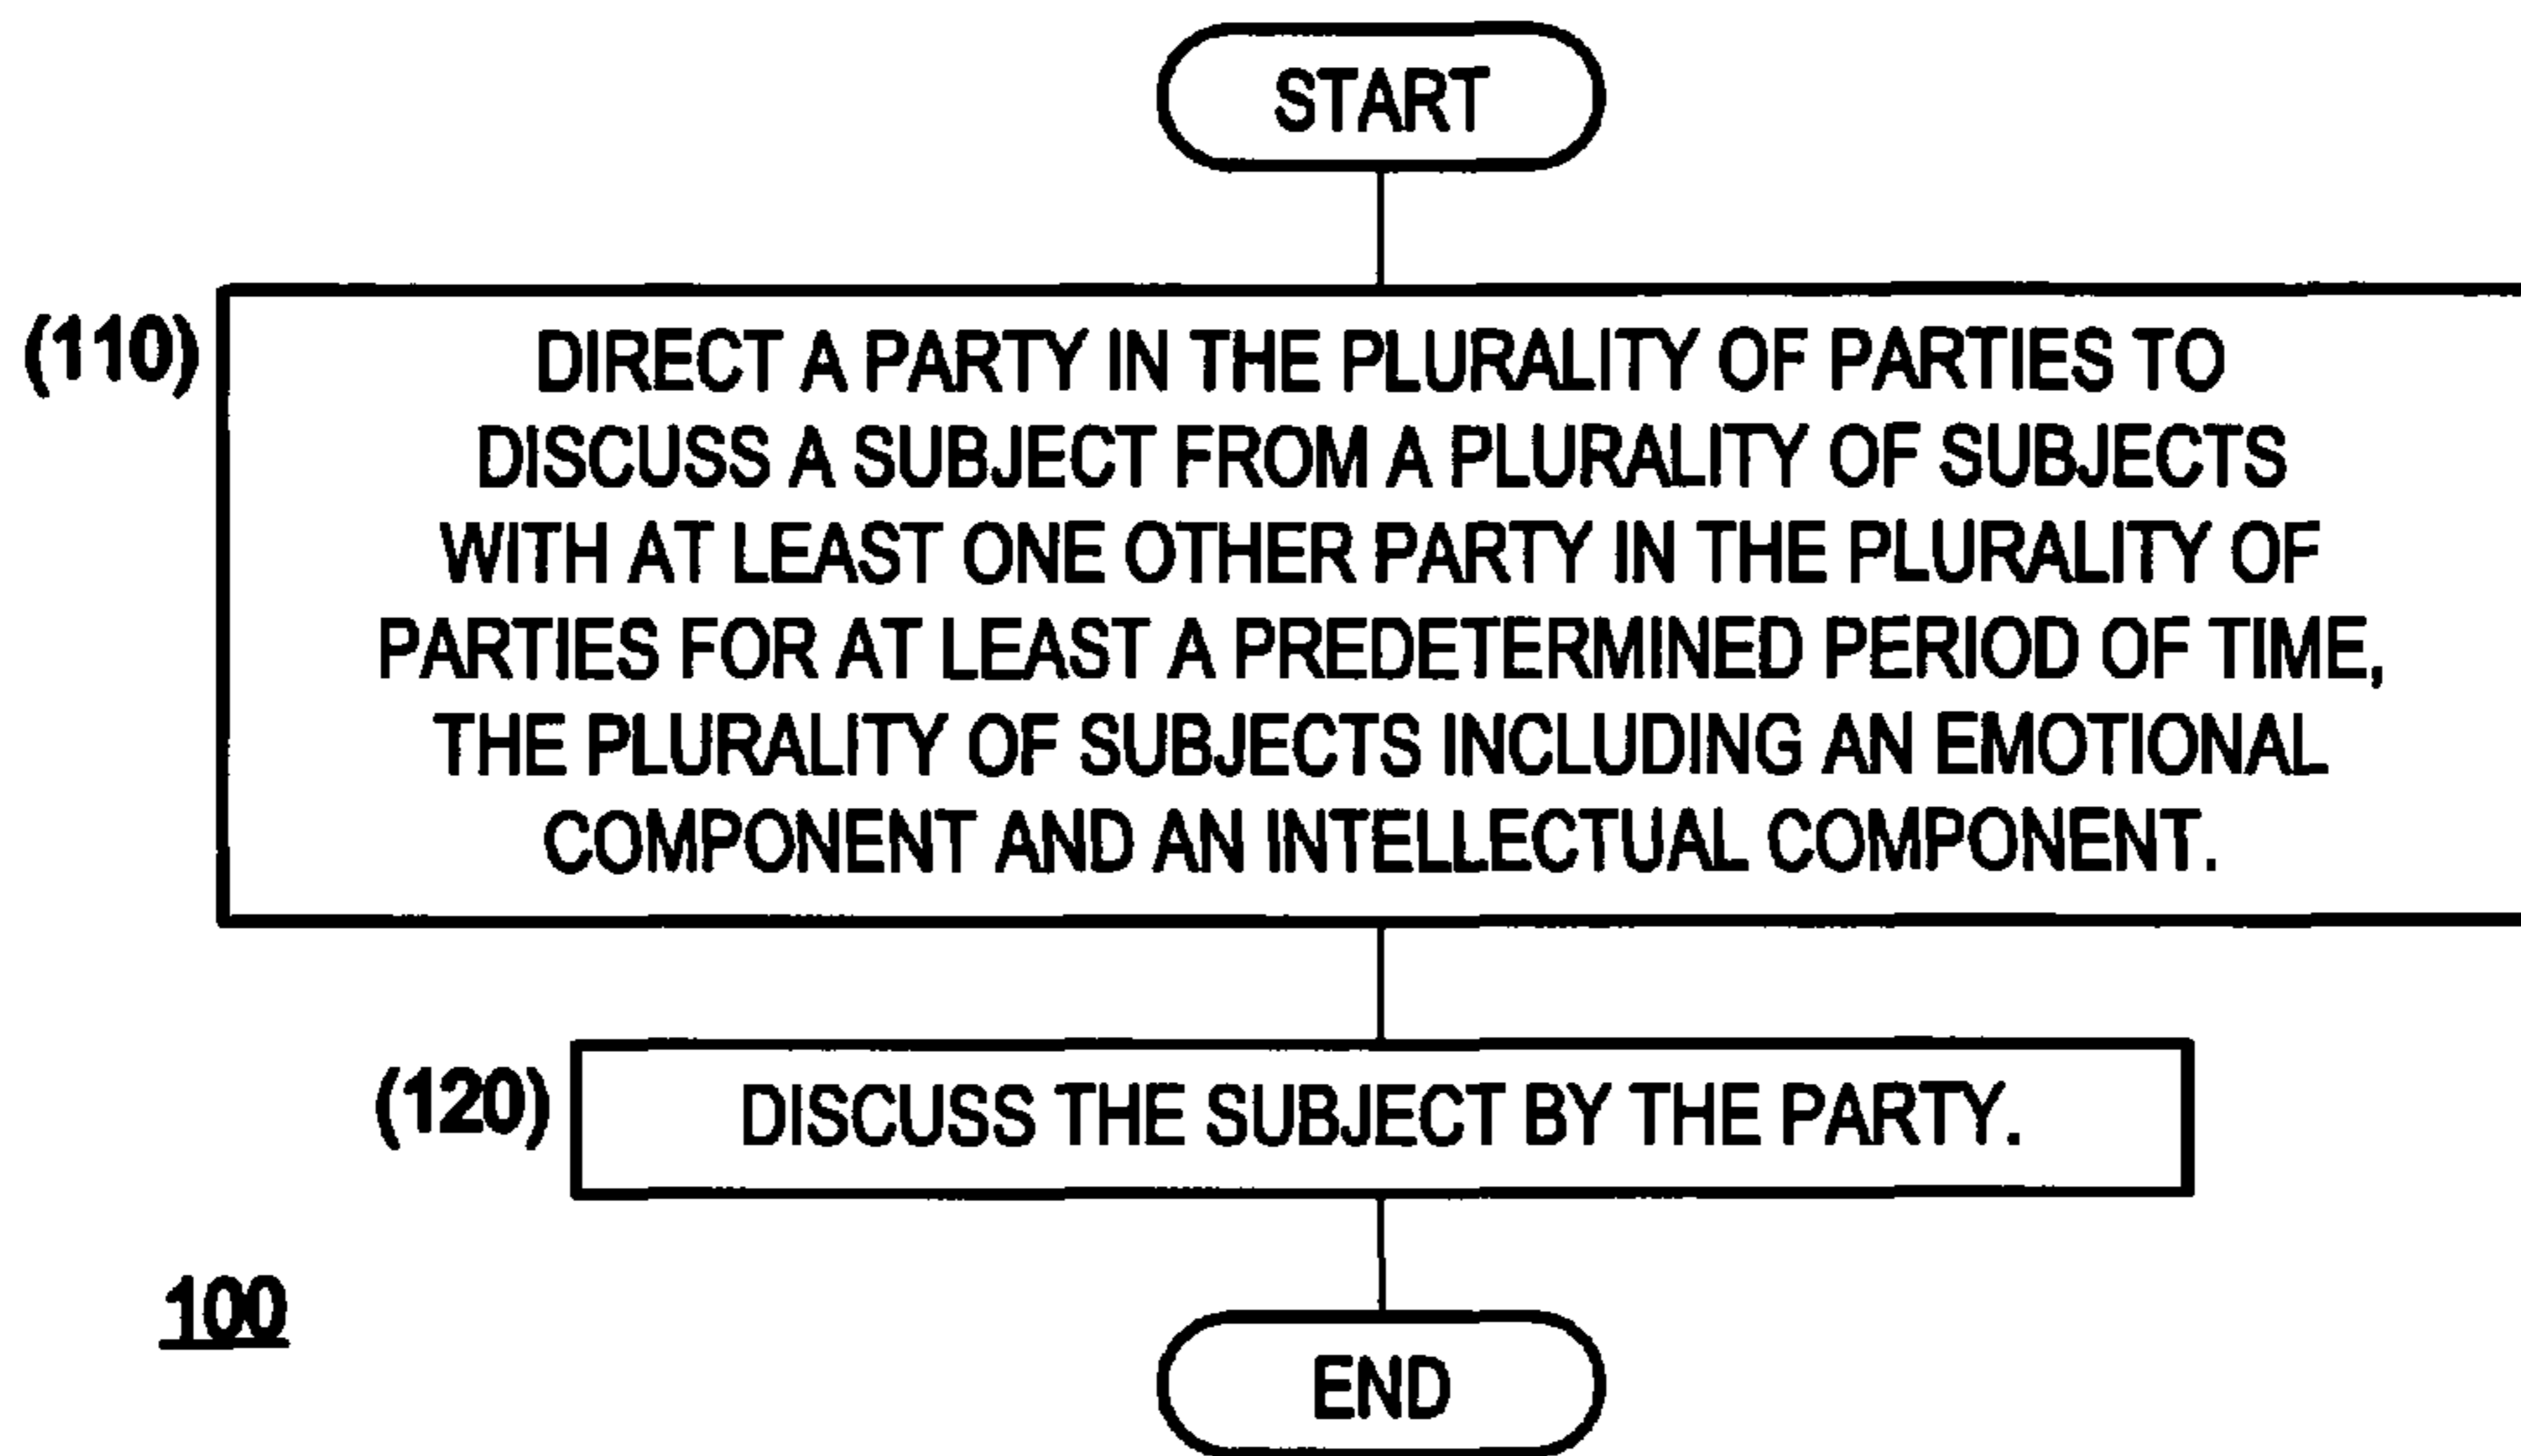 START
(110)
DIRECT A PARTY IN THE PLURALITY OF PARTIES TO
DISCUSS A SUBJECT FROM A PLURALITY OF SUBJECTS
WITH AT LEAST ONE OTHER PARTY IN THE PLURALITY OF
PARTIES FOR AT LEAST A PREDETERMINED PERIOD OF TIME,
THE PLURALITY OF SUBJECTS INCLUDING AN EMOTIONAL
COMPONENT AND AN INTELLECTUAL COMPONENT.
(120)
DISCUSS THE SUBJECT BY THE PARTY.
100
END